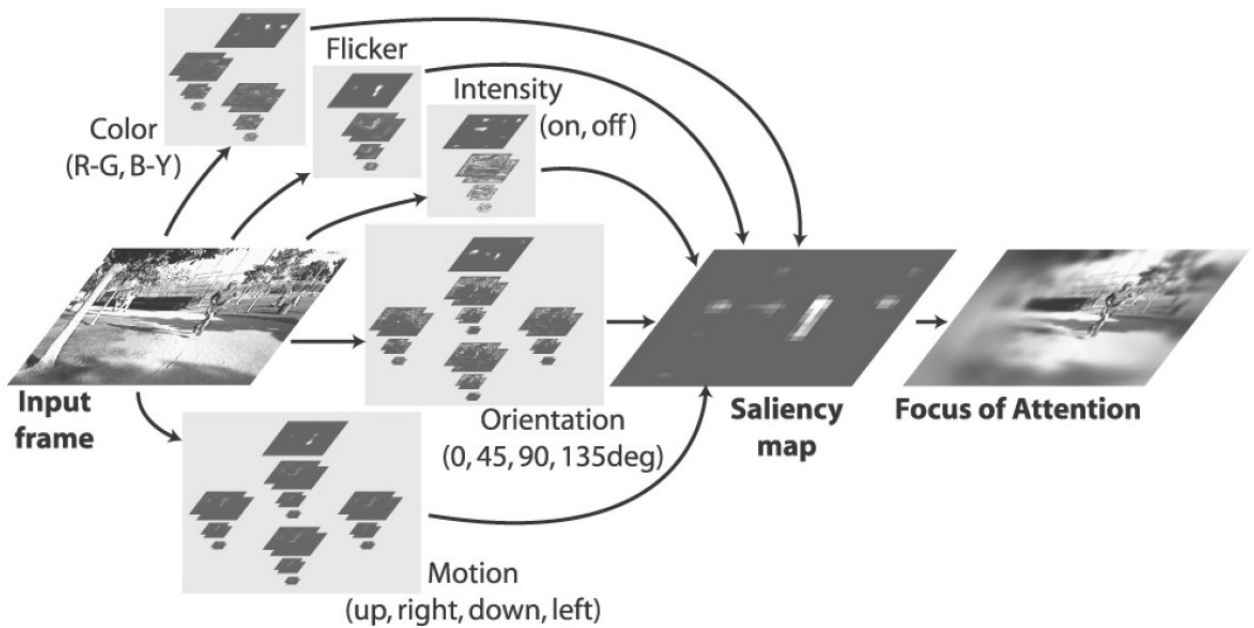 Flicker
Intensity
(on, off)
Color
(R-G, B-Y)
Input
frame
Orientation
(0, 45, 90, 135deg)
Saliency
map
Focus of Attention
Motion
(up, right, down, left)